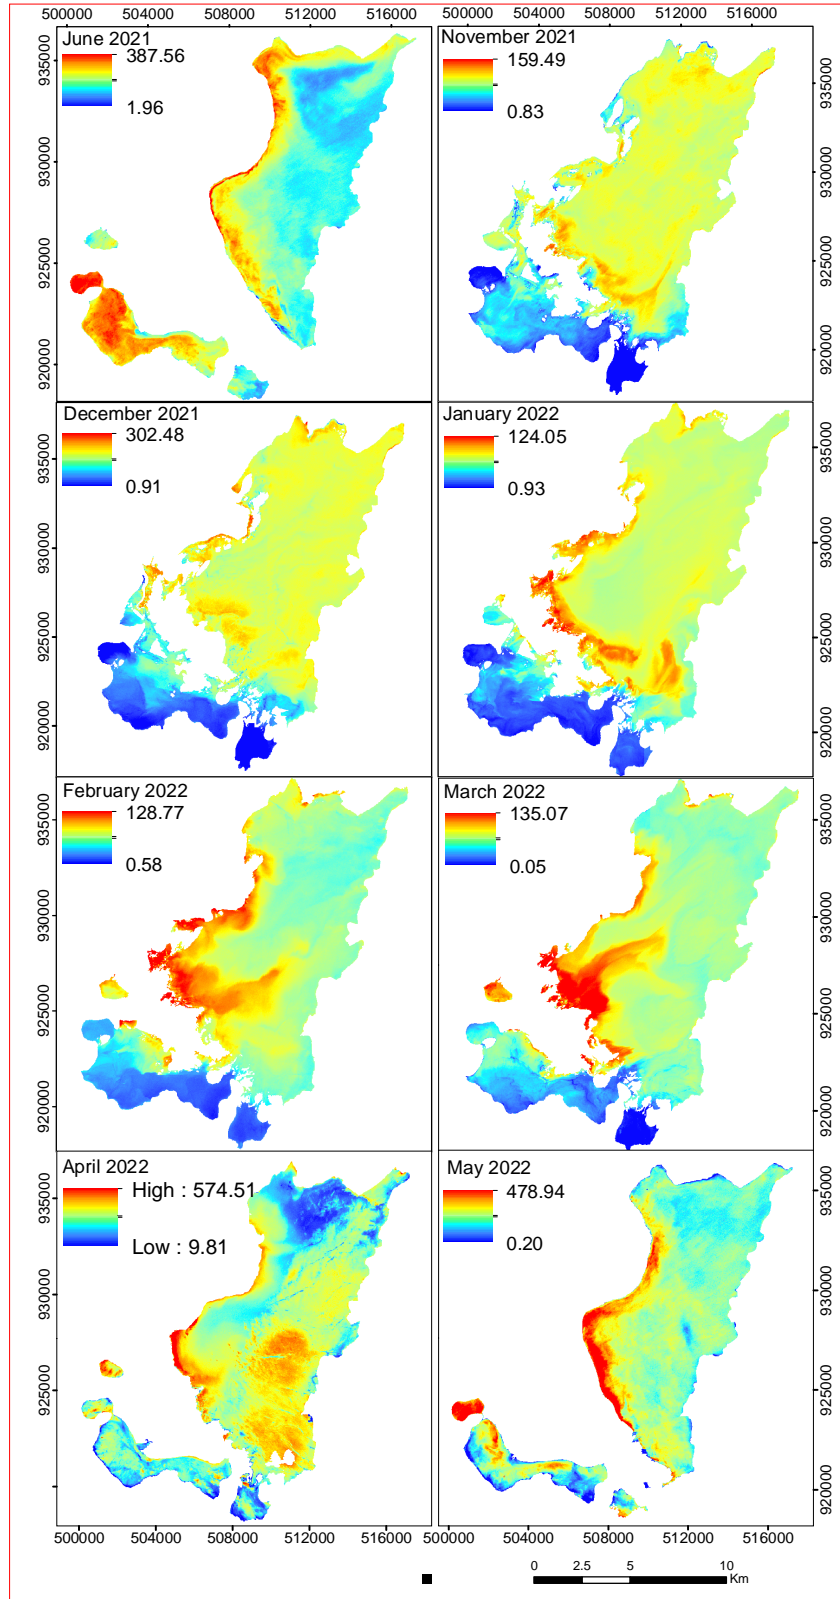 500000 504000 508000 512000 516000
500000 504000 508000 512000 516000
June 2021
387.56
1.96
935000
930000
925000
920000
November 2021
159.49
0.83
935000
930000
925000
920000
December 2021
302.48
0.91
935000
930000
925000
920000
January 2022
124.05
0.93
935000
930000
925000
920000
February 2022
128.77
0.58
935000
930000
925000
920000
March 2022
135.07
0.05
935000
930000
925000
920000
April 2022
High : 574.51
Low : 9.81
935000
930000
925000
May 2022
478.94
0.20
935000
930000
925000
920000
500000 504000 508000 512000 516000
500000 504000 508000 512000 516000
0 2.5 5 10
Km